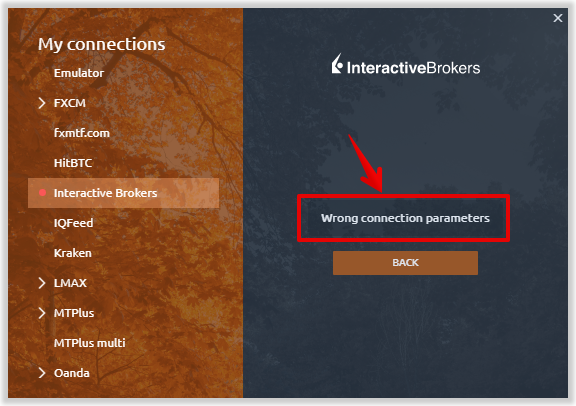 My connections
Emulator
FXCM
fxmtf.com
HitBTC
Interactive Brokers
IQFeed
Kraken
LMAX
MTPlus
MTPlus multi
Oanda
InteractiveBrokers
Wrong connection parameters
BACK